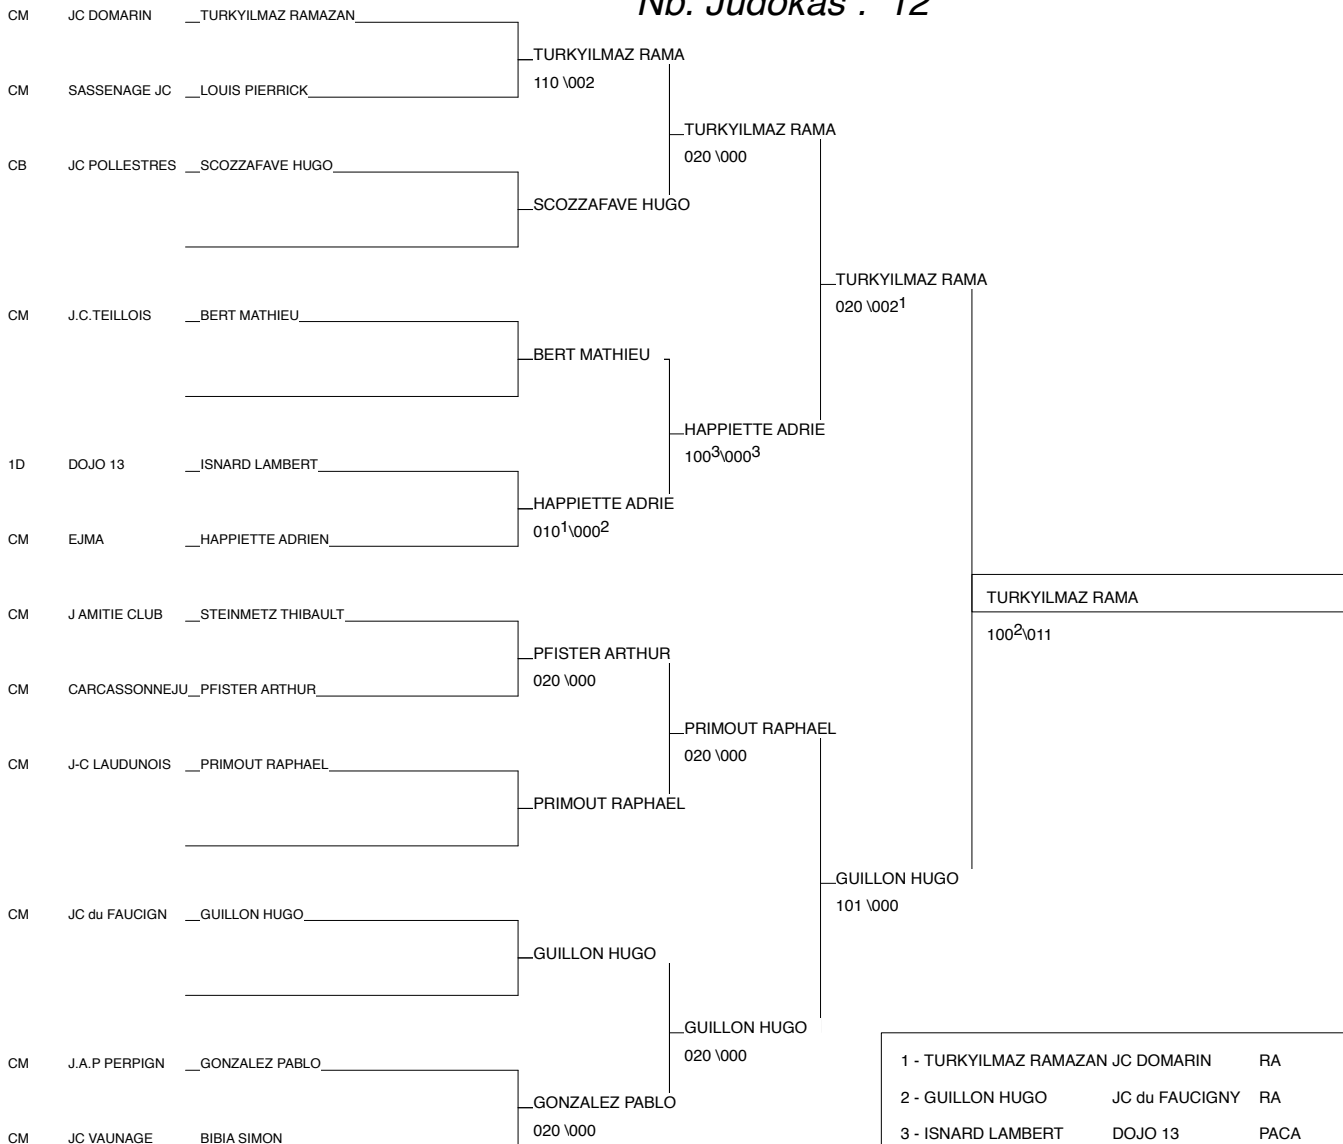 Nb. Judokas : 12
CM JC DOMARIN TURKYILMAZ RAMAZAN
TURKYILMAZ RAMA
110 \002
CM SASSENAGE JC LOUIS PIERRICK
TURKYILMAZ RAMA
020 \000
CB JC POLLESTRES SCOZZAFAVE HUGO
SCOZZAFAVE HUGO
TURKYILMAZ RAMA
020 \002¹
CM J.C.TEILLOIS BERT MATHIEU
BERT MATHIEU
HAPPIETTE ADRIE
100³\000³
1D DOJO 13 ISNARD LAMBERT
HAPPIETTE ADRIE
010¹\000²
CM EJMA HAPPIETTE ADRIEN
TURKYILMAZ RAMA
100²\011
CM J AMITIE CLUB STEINMETZ THIBAULT
PFISTER ARTHUR
020 \000
CM CARCASSONNEJU PFISTER ARTHUR
PRIMOUT RAPHAEL
020 \000
CM J-C LAUDUNOIS PRIMOUT RAPHAEL
PRIMOUT RAPHAEL
GUILLON HUGO
101 \000
CM JC du FAUCIGN GUILLON HUGO
GUILLON HUGO
GUILLON HUGO
020 \000
CM J.A.P PERPIGN GONZALEZ PABLO
GONZALEZ PABLO
020 \000
CM JC VAUNAGE BIBIA SIMON
1 - TURKYILMAZ RAMAZAN JC DOMARIN RA
2 - GUILLON HUGO JC du FAUCIGNY RA
3 - ISNARD LAMBERT DOJO 13 PACA